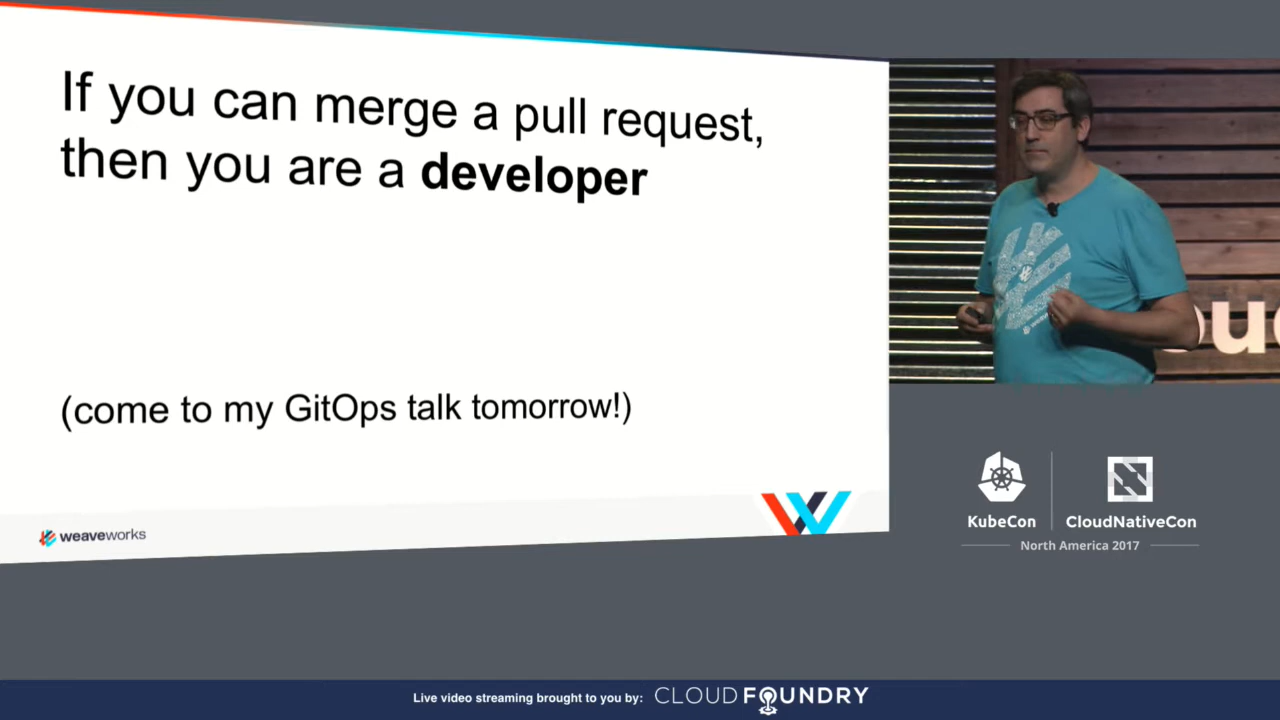 If you can merge a pull request,
then you are a developer
(come to my GitOps talk tomorrow!)
weaveworks
KubeCon
CloudNativeCon
North America 2017
Live video streaming brought to you by: CLOUD FOUNDRY